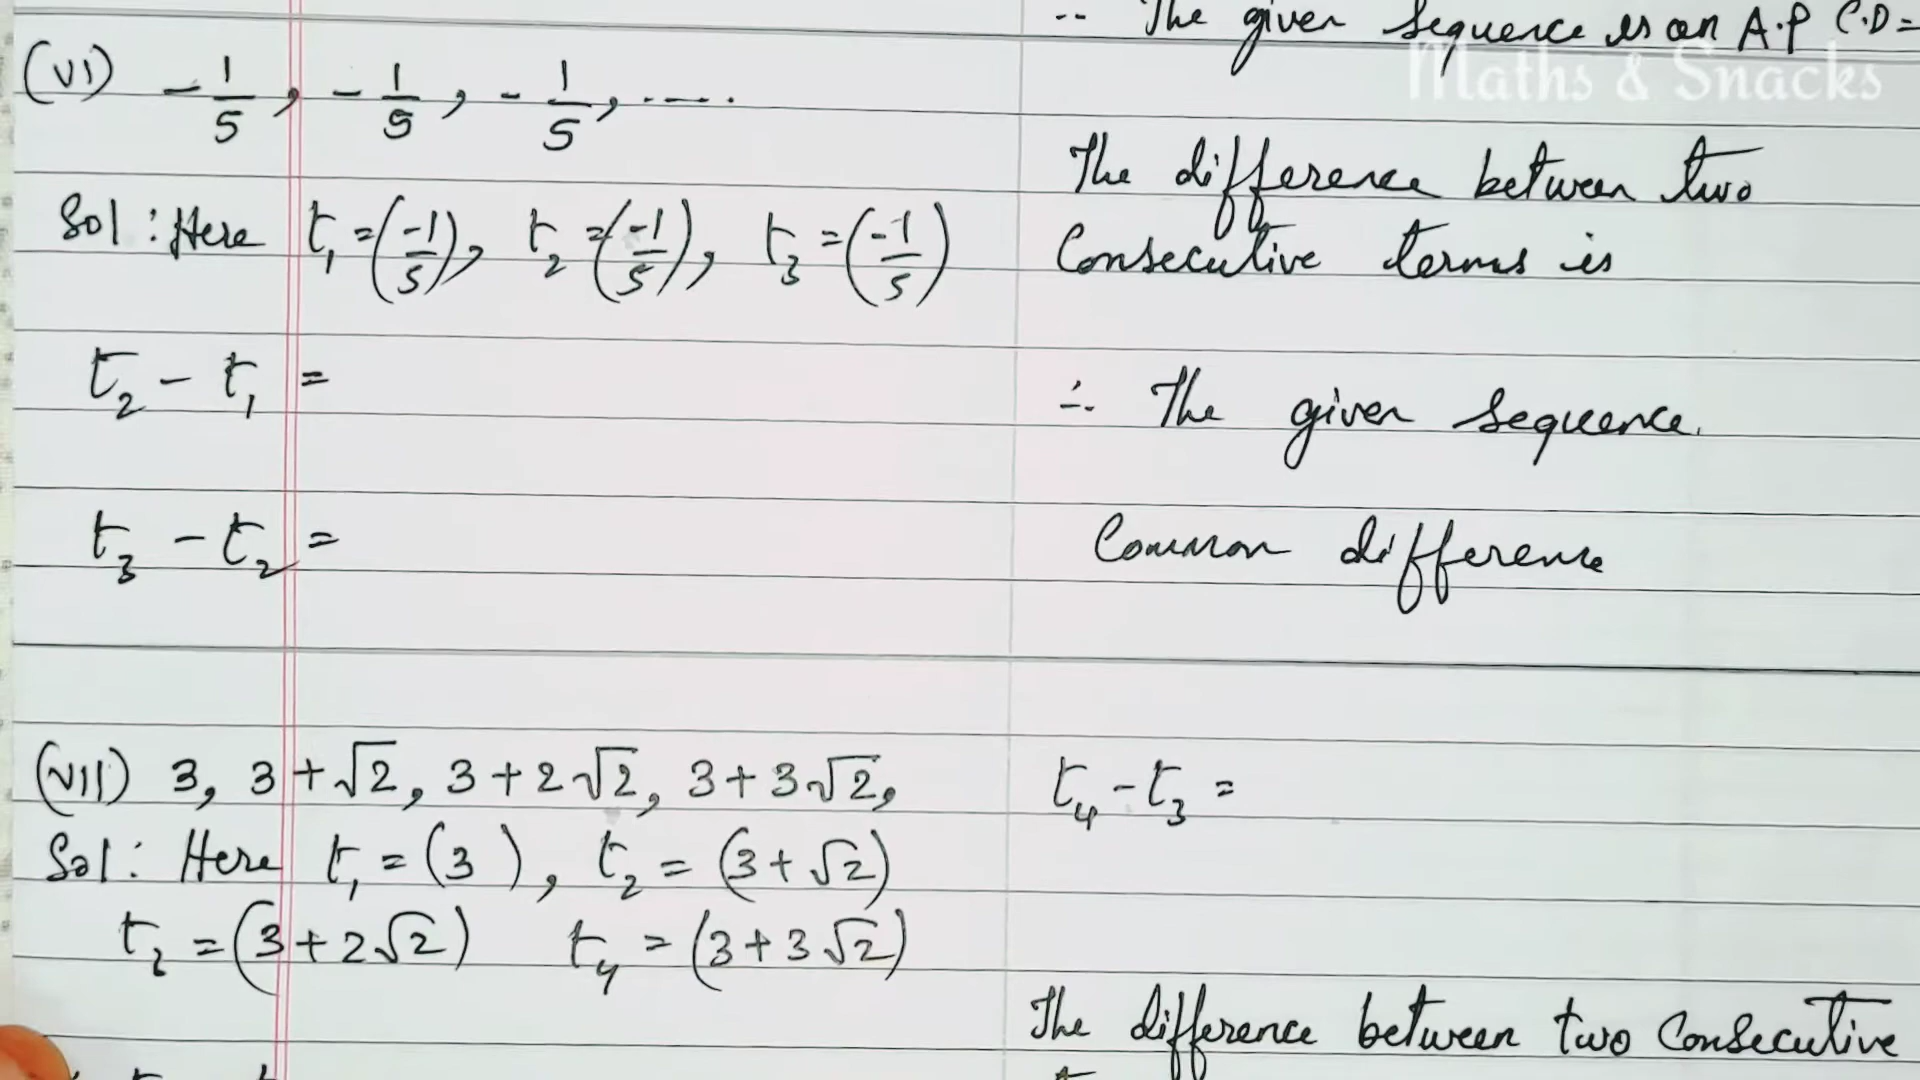 ∴ The given Sequence is an A.P C.D =
Maths & Snacks
(VI) -1/5, -1/5, -1/5, ....
Sol : Here t₁ = (-1/5), t₂ = (-1/5), t₃ = (-1/5)
t₂ - t₁ =
t₃ - t₂ =
The difference between two
Consecutive terms is
∴ The given Sequence.
Common difference
(VII) 3, 3 + √2, 3 + 2√2, 3 + 3√2,
Sol : Here t₁ = (3 ), t₂ = (3 + √2)
t₂ = (3 + 2√2) t₄ = (3 + 3√2)
t₄ - t₃ =
The difference between two Consecutive